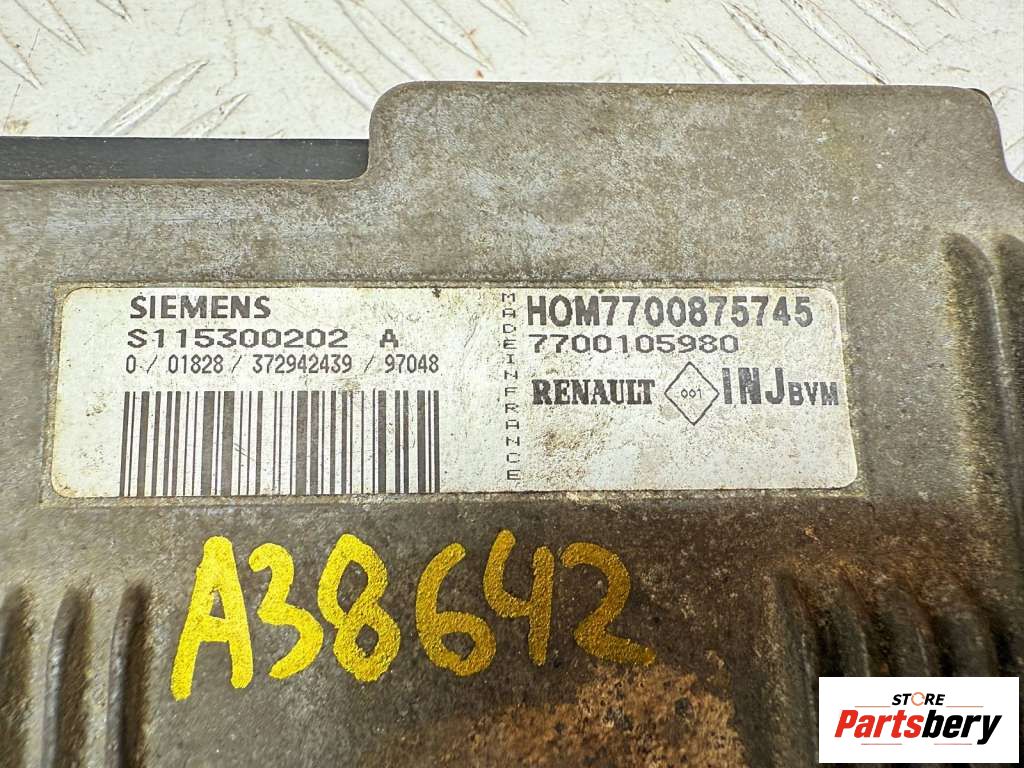 SIEMENS
S115300202 A
0 / 01828 / 372942439 / 97048
MADE IN FRANCE
HOM7700875745
7700105980
RENAULT 001 INJ BVM
A38642
STORE
Partsbery